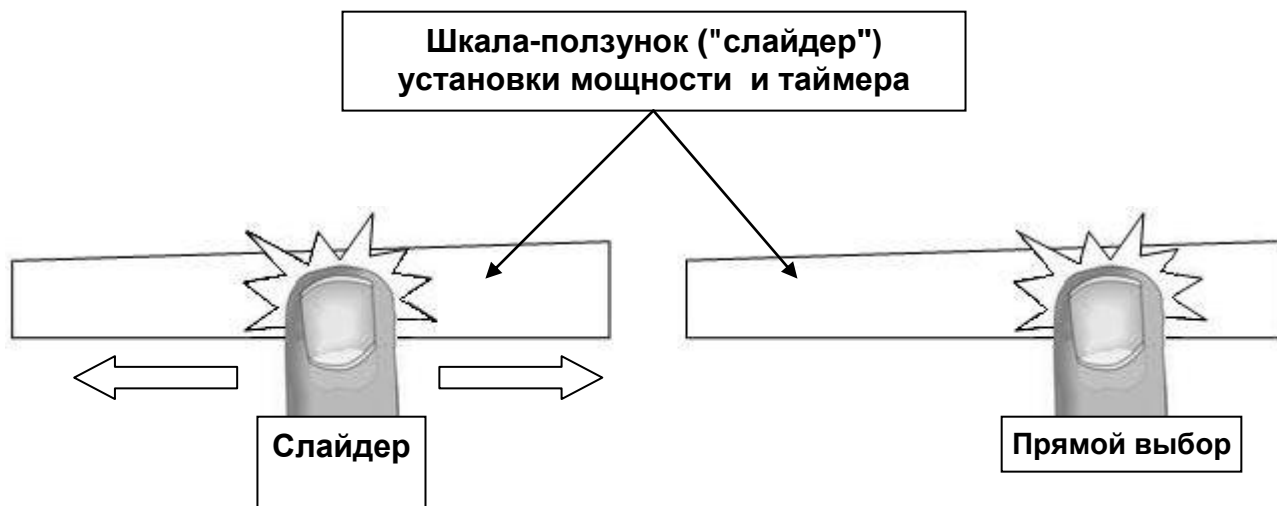 Шкала-ползунок ("слайдер")
установки мощности и таймера
Слайдер
Прямой выбор